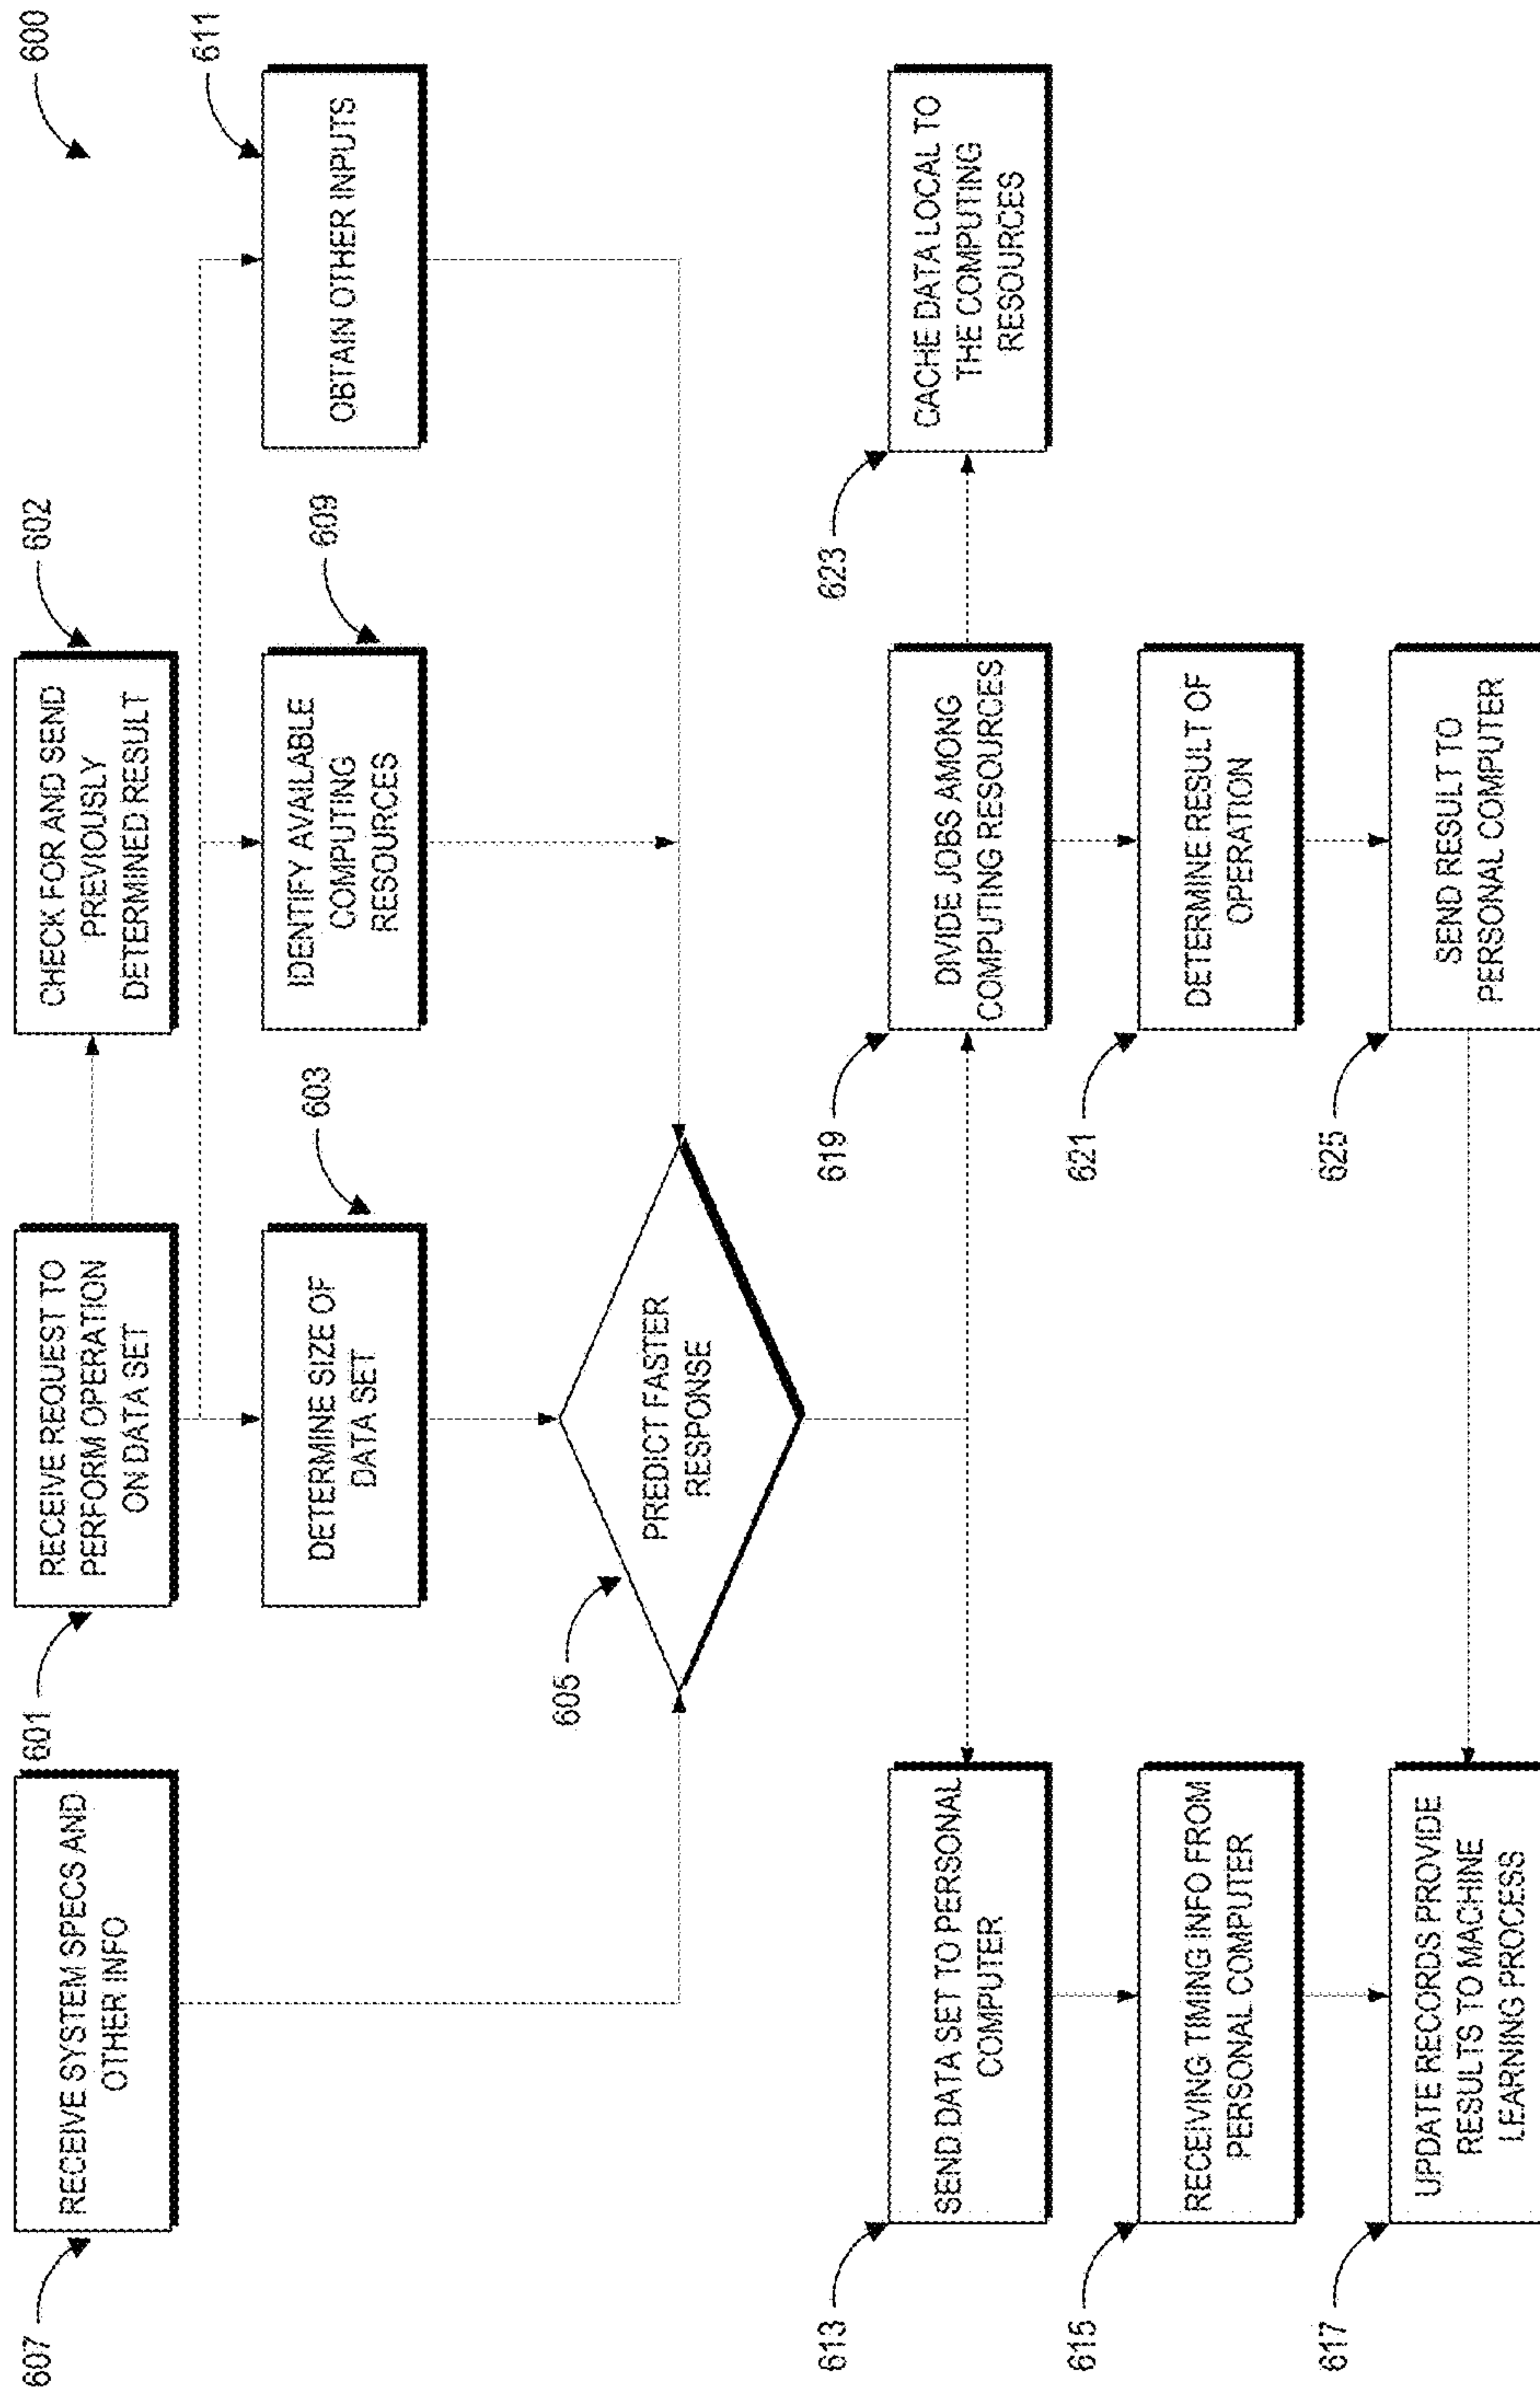 600
607
RECEIVE SYSTEM SPECS AND
OTHER INFO
601
RECEIVE REQUEST TO
PERFORM OPERATION
ON DATA SET
602
CHECK FOR AND SEND
PREVIOUSLY
DETERMINED RESULT
603
DETERMINE SIZE OF
DATA SET
609
IDENTIFY AVAILABLE
COMPUTING
RESOURCES
611
OBTAIN OTHER INPUTS
605
PREDICT FASTER
RESPONSE
613
SEND DATA SET TO PERSONAL
COMPUTER
619
DIVIDE JOBS AMONG
COMPUTING RESOURCES
623
CACHE DATA LOCAL TO
THE COMPUTING
RESOURCES
615
RECEIVING TIMING INFO FROM
PERSONAL COMPUTER
621
DETERMINE RESULT OF
OPERATION
617
UPDATE RECORDS PROVIDE
RESULTS TO MACHINE
LEARNING PROCESS
625
SEND RESULT TO
PERSONAL COMPUTER